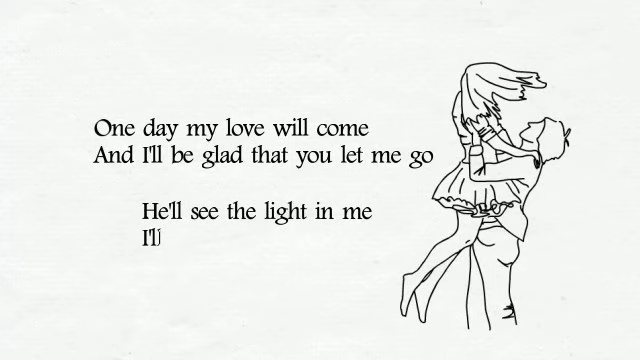 One day my love will come
And I'll be glad that you let me go
He'll see the light in me
I'll